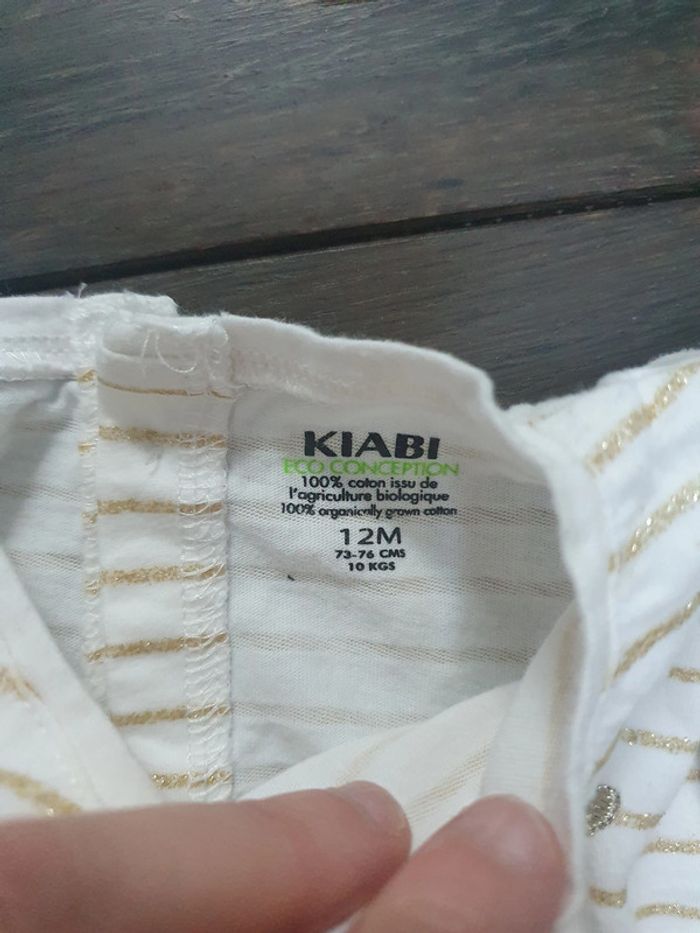 KIABI
ECO CONCEPTION
100% coton issu de
l'agriculture biologique
100% organically grown cotton
12M
73-76 CMS
10 KGS